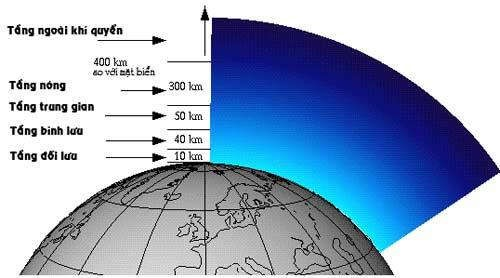 Tầng ngoài khí quyển
400 km
so với mặt biển
Tầng nóng
300 km
Tầng trung gian
50 km
Tầng bình lưu
40 km
Tầng đối lưu
10 km